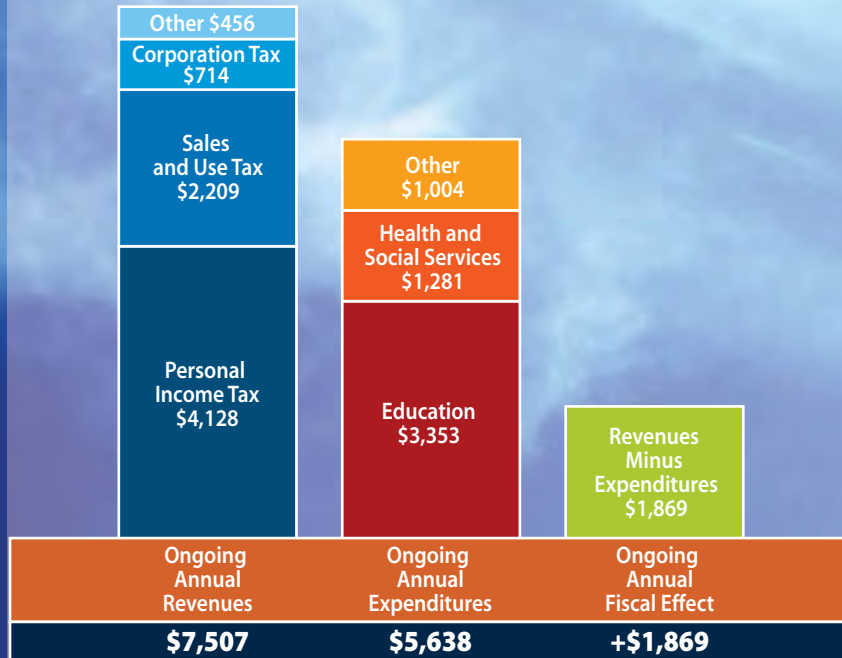 Other $456
Corporation Tax
$714
Sales
and Use Tax
$2,209
Personal
Income Tax
$4,128
Other
$1,004
Health and
Social Services
$1,281
Education
$3,353
Revenues
Minus
Expenditures
$1,869
Ongoing
Annual
Revenues
Ongoing
Annual
Expenditures
Ongoing
Annual
Fiscal Effect
$7,507
$5,638
+$1,869